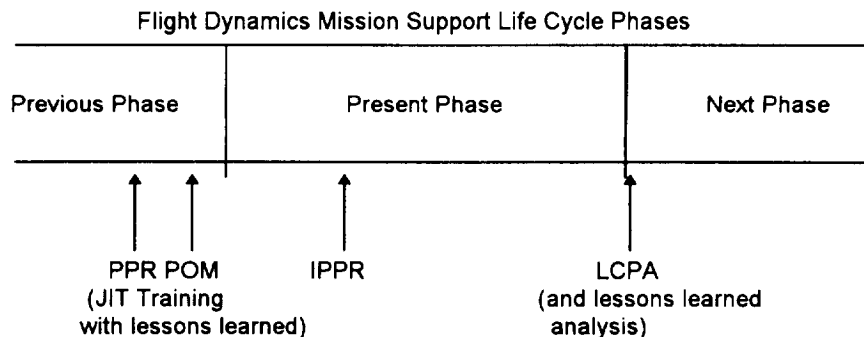 Flight Dynamics Mission Support Life Cycle Phases
Previous Phase
Present Phase
Next Phase
PPR POM
(JIT Training
with lessons learned)
IPPR
LCPA
(and lessons learned
analysis)